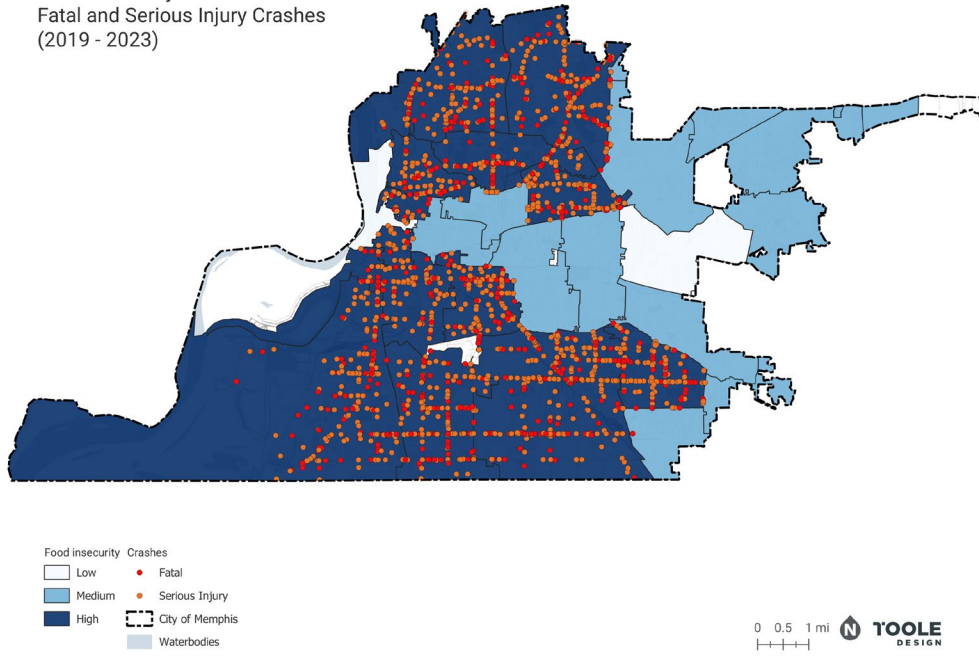 Fatal and Serious Injury Crashes
(2019 - 2023)
Food insecurity Crashes
Low Fatal
Medium Serious Injury
High City of Memphis
Waterbodies
0 0.5 1 mi N TOOLE
DESIGN